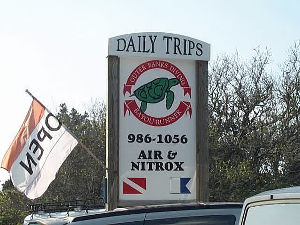 DAILY TRIPS
OUTER BANKS DIVING
986-1056
AIR &
NITROX
OPEN